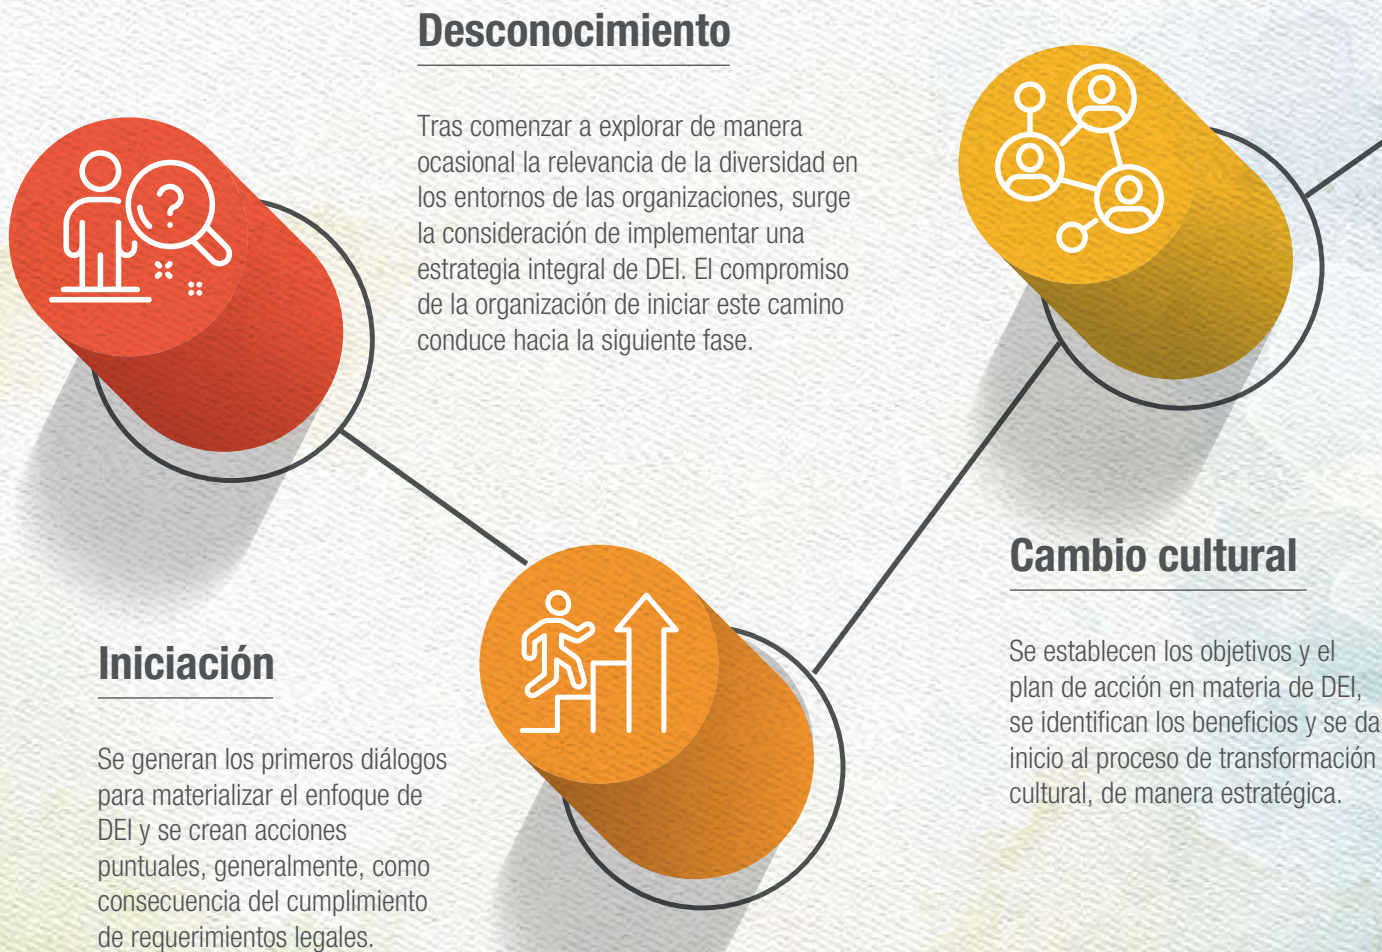 Desconocimiento
Tras comenzar a explorar de manera
ocasional la relevancia de la diversidad en
los entornos de las organizaciones, surge
la consideración de implementar una
estrategia integral de DEI. El compromiso
de la organización de iniciar este camino
conduce hacia la siguiente fase.
Iniciación
Se generan los primeros diálogos
para materializar el enfoque de
DEI y se crean acciones
puntuales, generalmente, como
consecuencia del cumplimiento
de requerimientos legales.
Cambio cultural
Se establecen los objetivos y el
plan de acción en materia de DEI,
se identifican los beneficios y se da
inicio al proceso de transformación
cultural, de manera estratégica.